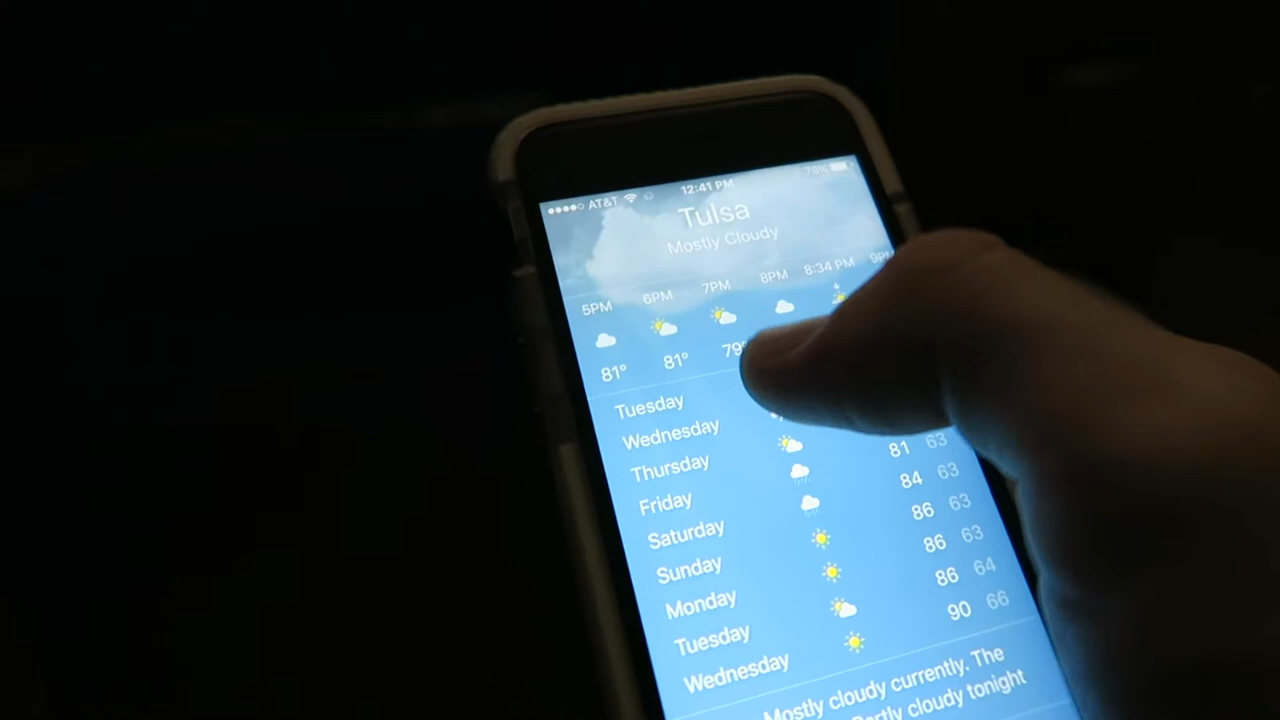 ●●●●○ AT&T 12:41 PM
Tulsa
Mostly Cloudy
5PM 6PM 7PM 8PM 8:34 PM 9PM
81° 81° 79°
Tuesday
Wednesday
Thursday
Friday 81 63
Saturday 84 63
Sunday 86 63
Monday 86 63
Tuesday 86 64
Wednesday 90 66
Mostly cloudy currently. The
Partly cloudy tonight